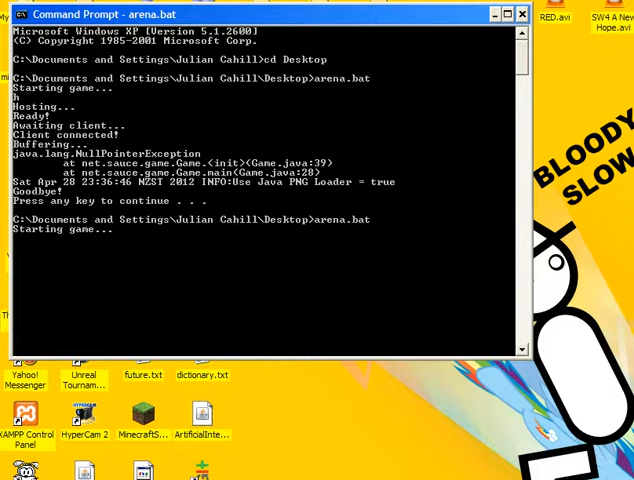 Command Prompt - arena.bat
Microsoft Windows XP [Version 5.1.2600]
(C) Copyright 1985-2001 Microsoft Corp.
C:\Documents and Settings\Julian Cahill>cd Desktop
C:\Documents and Settings\Julian Cahill\Desktop>arena.bat
Starting game...
h
Hosting...
Ready!
Awaiting client...
Client connected!
Buffering...
java.lang.NullPointerException
at net.sauce.game.Game.<init>(Game.java:39)
at net.sauce.game.Game.main(Game.java:28)
Sat Apr 28 23:36:46 NZST 2012 INFO:Use Java PNG Loader = true
Goodbye!
Press any key to continue . . .
C:\Documents and Settings\Julian Cahill\Desktop>arena.bat
Starting game...
RED.avi
SW4 A New
Hope.avi
BLOODY
SLOW
Yahoo!
Messenger
Unreal
Tournam...
future.txt
dictionary.txt
XAMPP Control
Panel
HyperCam 2
MinecraftS...
ArtificialInte...